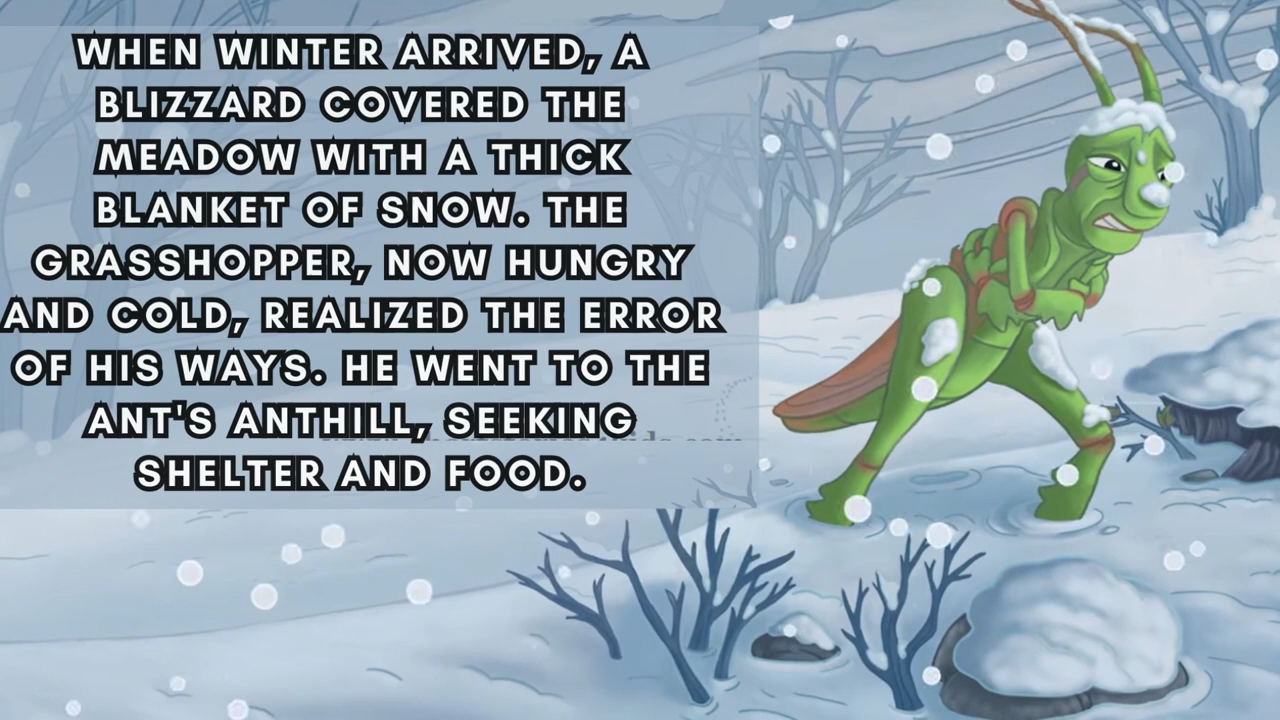 WHEN WINTER ARRIVED, A
BLIZZARD COVERED THE
MEADOW WITH A THICK
BLANKET OF SNOW. THE
GRASSHOPPER, NOW HUNGRY
AND COLD, REALIZED THE ERROR
OF HIS WAYS. HE WENT TO THE
ANT'S ANTHILL, SEEKING
SHELTER AND FOOD.